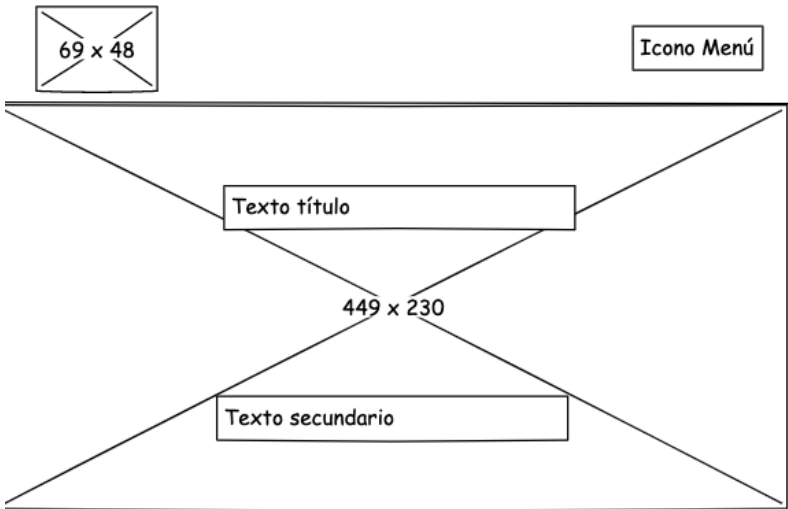 69 x 48
Icono Menú
Texto título
449 x 230
Texto secundario